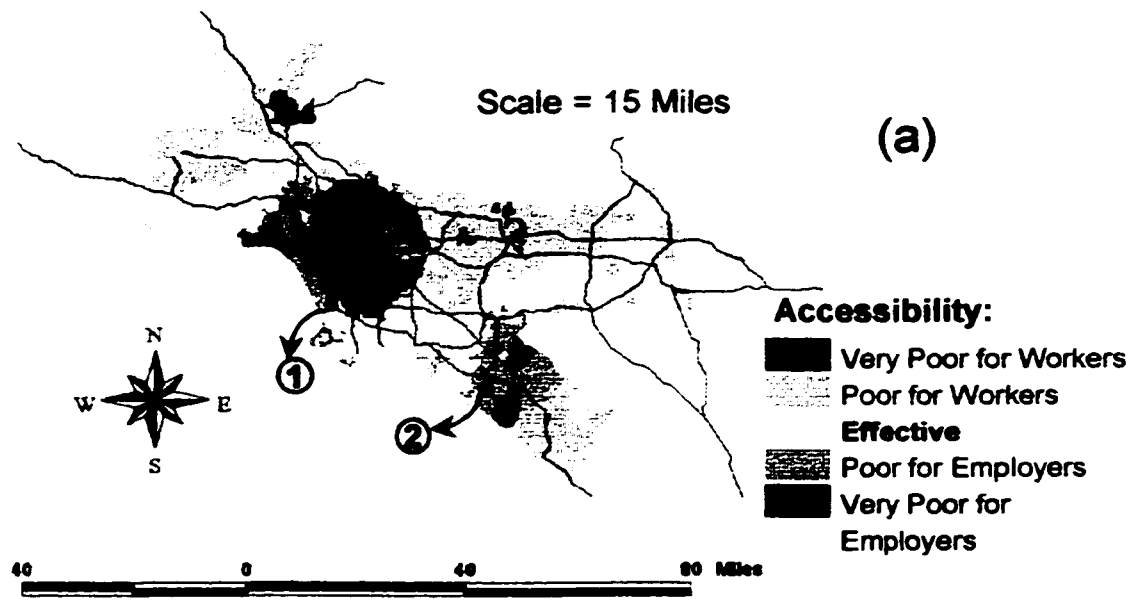 Scale = 15 Miles
(a)
Accessibility:
Very Poor for Workers
Poor for Workers
Effective
Poor for Employers
Very Poor for
Employers
N
W
E
S
1
2
40
0
40
80
Miles